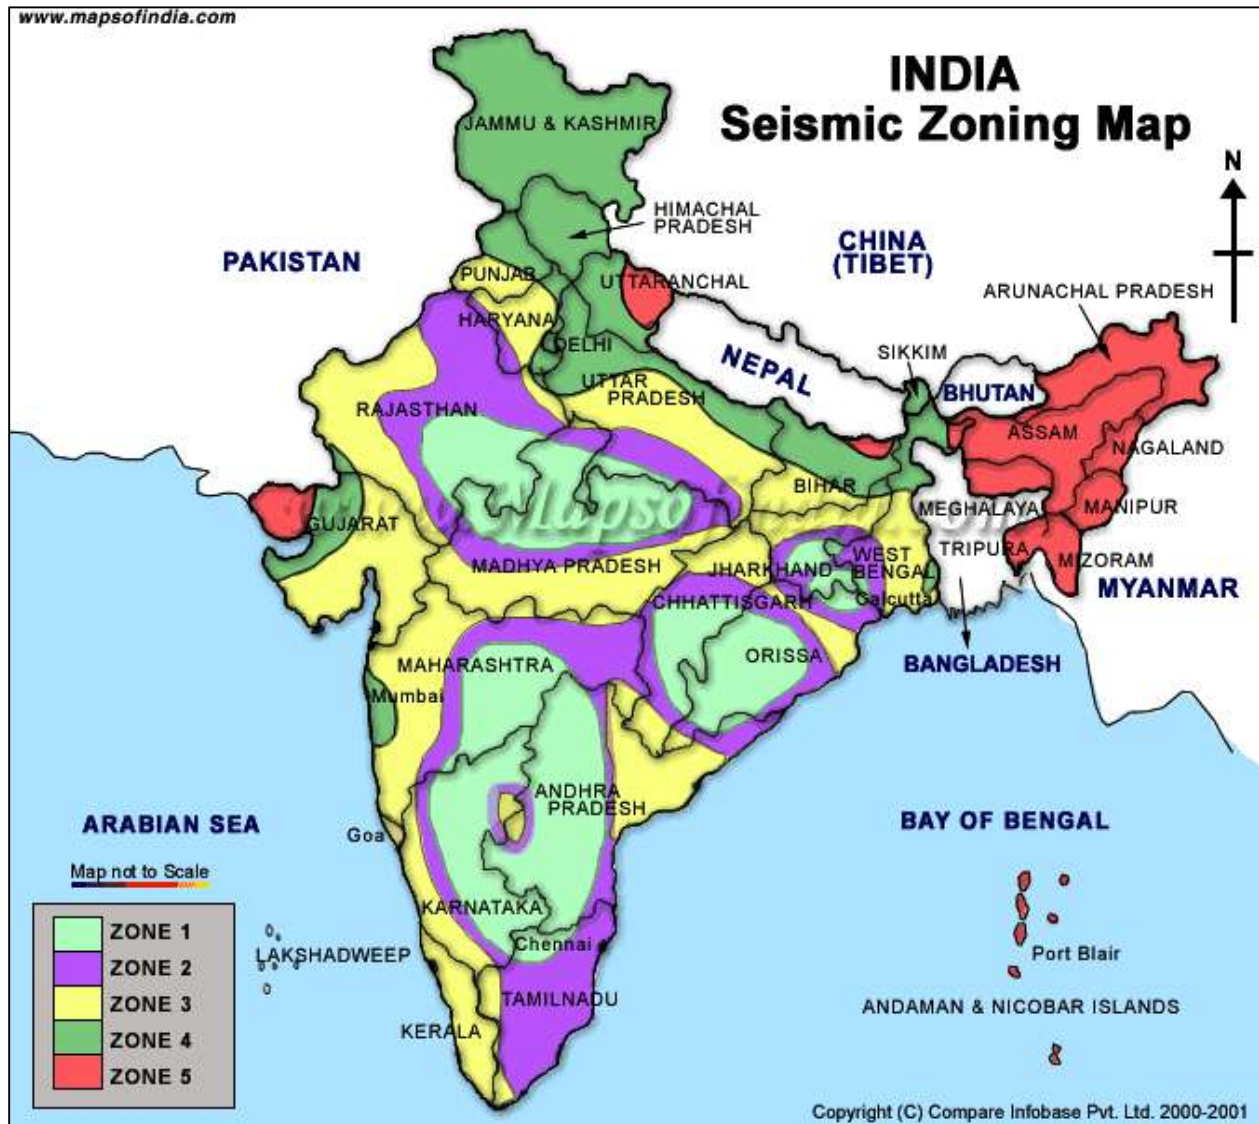 www.mapsofindia.com
INDIA
Seismic Zoning Map
N
JAMMU & KASHMIR
HIMACHAL
PRADESH
PAKISTAN
CHINA
(TIBET)
PUNJAB
UTTARANCHAL
ARUNACHAL PRADESH
HARYANA
DELHI
SIKKIM
NEPAL
BHUTAN
UTTAR
PRADESH
RAJASTHAN
ASSAM
NAGALAND
BIHAR
MEGHALAYA
MANIPUR
GUJARAT
TRIPURA
MIZORAM
MADHYA PRADESH
JHARKHAND
WEST
BENGAL
Calcutta
MYANMAR
CHHATTISGARH
ORISSA
BANGLADESH
MAHARASHTRA
Mumbai
ANDHRA
PRADESH
ARABIAN SEA
Goa
BAY OF BENGAL
Map not to Scale
KARNATAKA
Chennai
LAKSHADWEEP
Port Blair
TAMILNADU
ANDAMAN & NICOBAR ISLANDS
KERALA
ZONE 1
ZONE 2
ZONE 3
ZONE 4
ZONE 5
Copyright (C) Compare Infobase Pvt. Ltd. 2000-2001